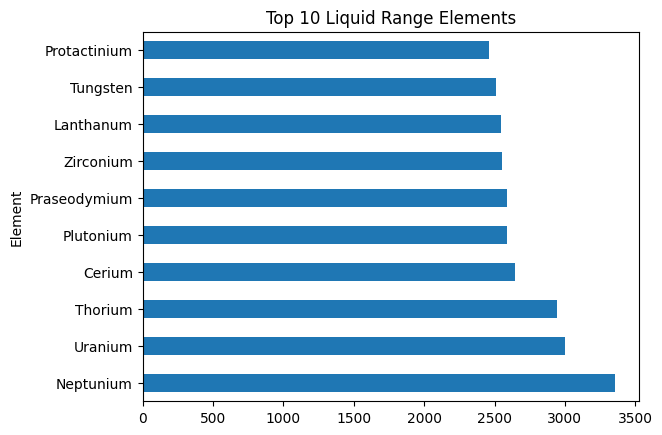 Top 10 Liquid Range Elements
Protactinium
Tungsten
Lanthanum
Zirconium
Praseodymium
Plutonium
Cerium
Thorium
Uranium
Neptunium
Element
0 500 1000 1500 2000 2500 3000 3500